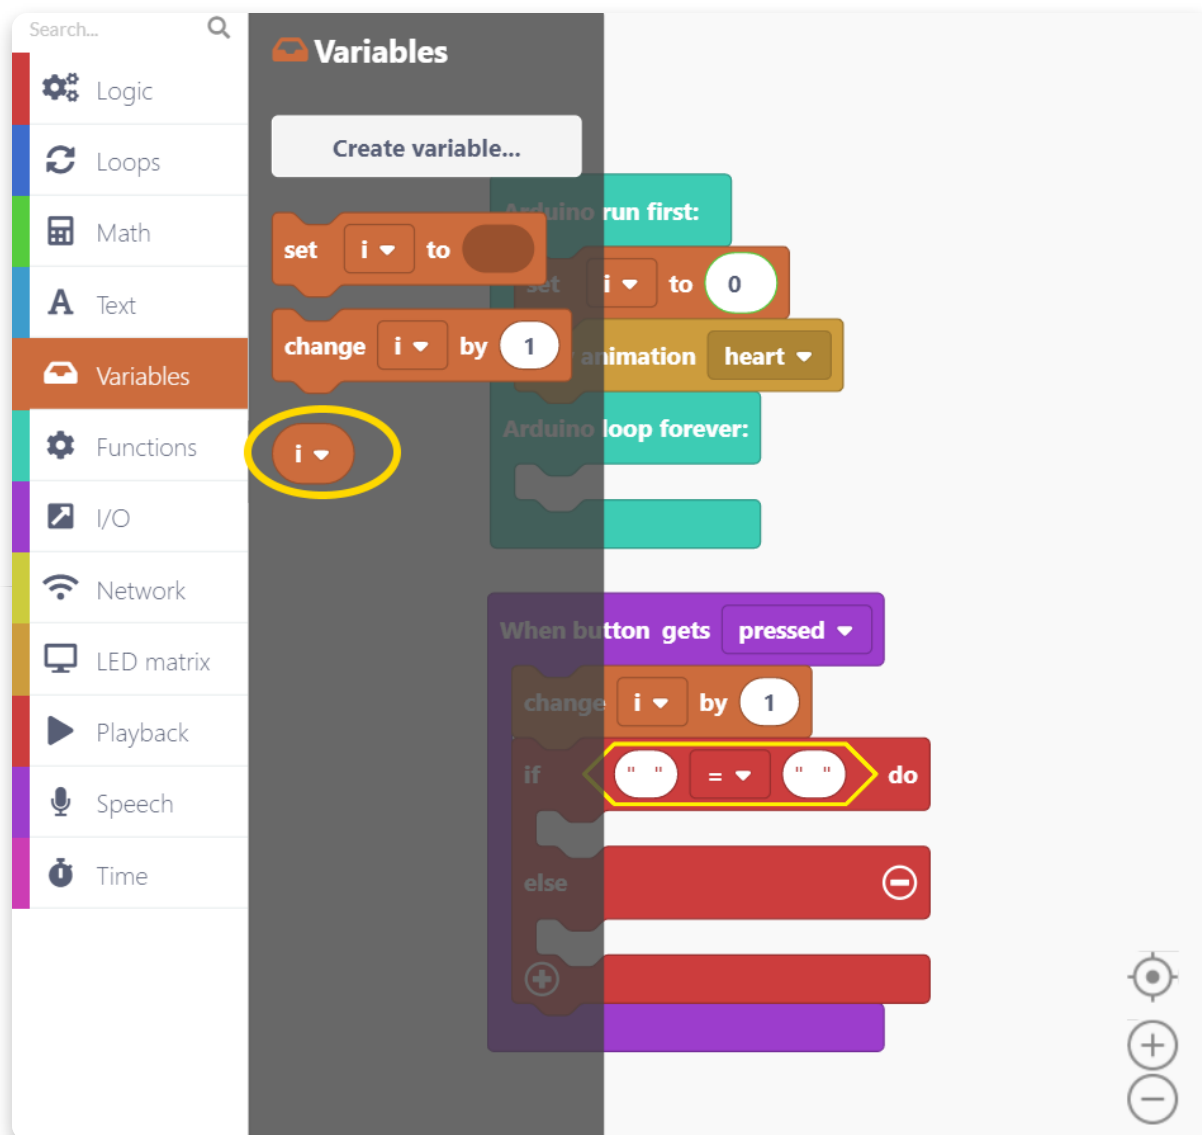 Search...
Logic
Loops
Math
Text
Variables
Functions
I/O
Network
LED matrix
Playback
Speech
Time
Variables
Create variable...
set i to
change i by 1
i
Arduino run first:
set i to 0
animation heart
Arduino loop forever:
When button gets pressed
change i by 1
if " " = " " do
else